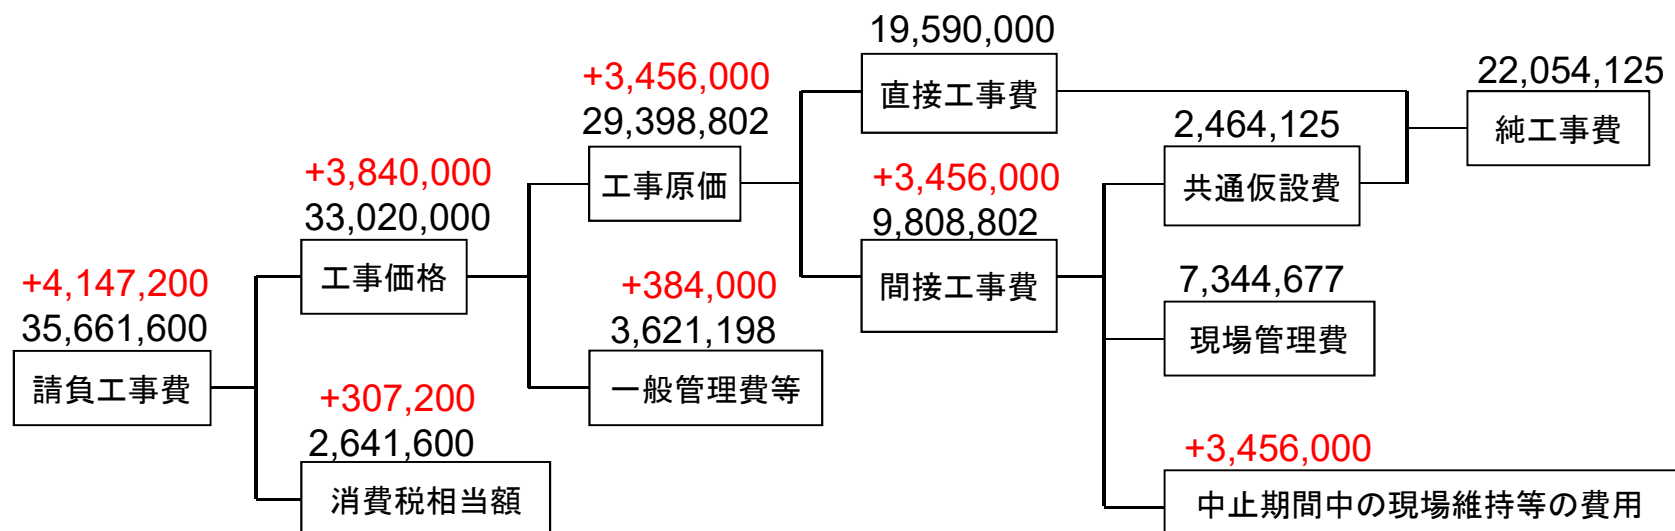 +4,147,200
35,661,600
請負工事費
+3,840,000
33,020,000
工事価格
+307,200
2,641,600
消費税相当額
+3,456,000
29,398,802
工事原価
+384,000
3,621,198
一般管理費等
19,590,000
直接工事費
+3,456,000
9,808,802
間接工事費
2,464,125
共通仮設費
7,344,677
現場管理費
+3,456,000
中止期間中の現場維持等の費用
22,054,125
純工事費